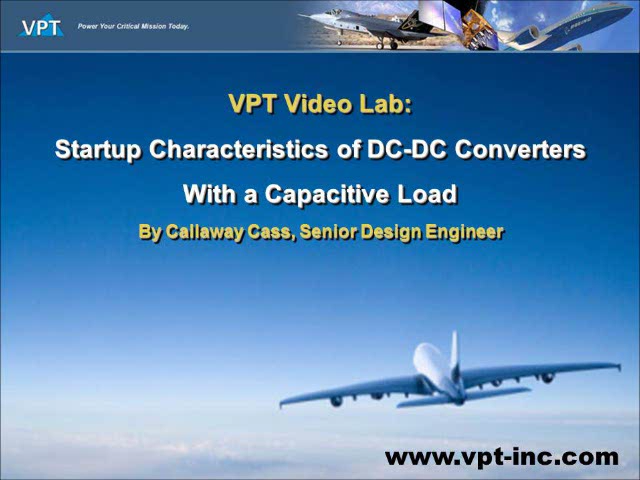 VPT
Power Your Critical Mission Today.
BOEING
VPT Video Lab:
Startup Characteristics of DC-DC Converters
With a Capacitive Load
By Callaway Cass, Senior Design Engineer
www.vpt-inc.com